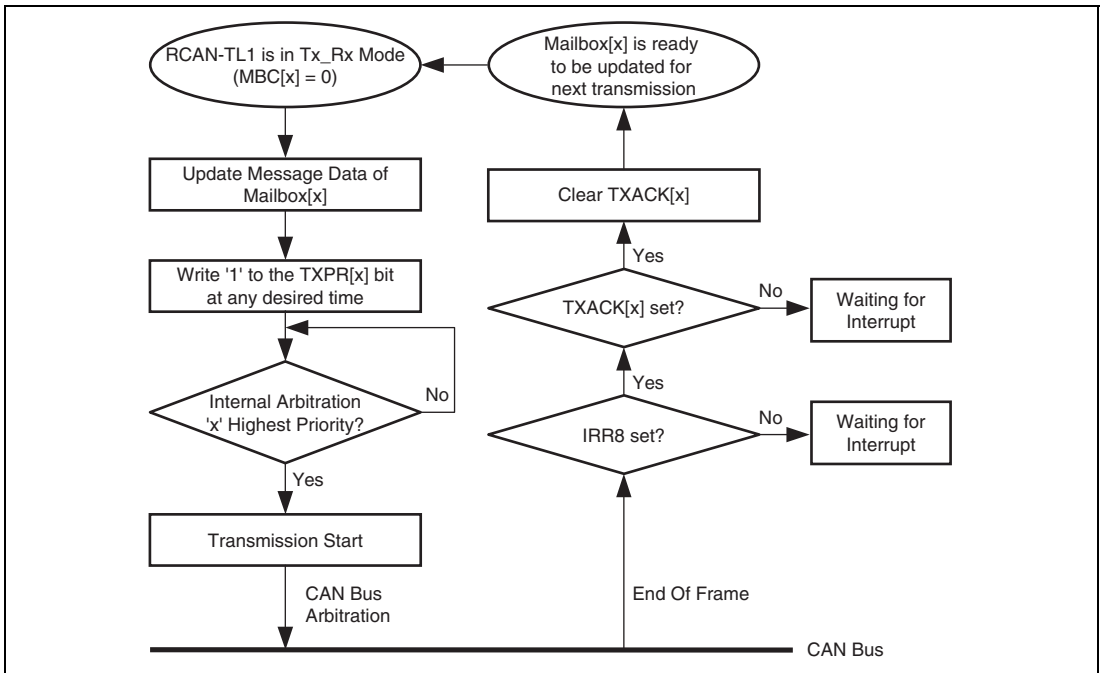 RCAN-TL1 is in Tx_Rx Mode
(MBC[x] = 0)
Update Message Data of
Mailbox[x]
Write '1' to the TXPR[x] bit
at any desired time
Internal Arbitration
'x' Highest Priority?
No
Yes
Transmission Start
CAN Bus
Arbitration
Mailbox[x] is ready
to be updated for
next transmission
Clear TXACK[x]
Yes
TXACK[x] set?
No
Waiting for
Interrupt
Yes
IRR8 set?
No
Waiting for
Interrupt
End Of Frame
CAN Bus